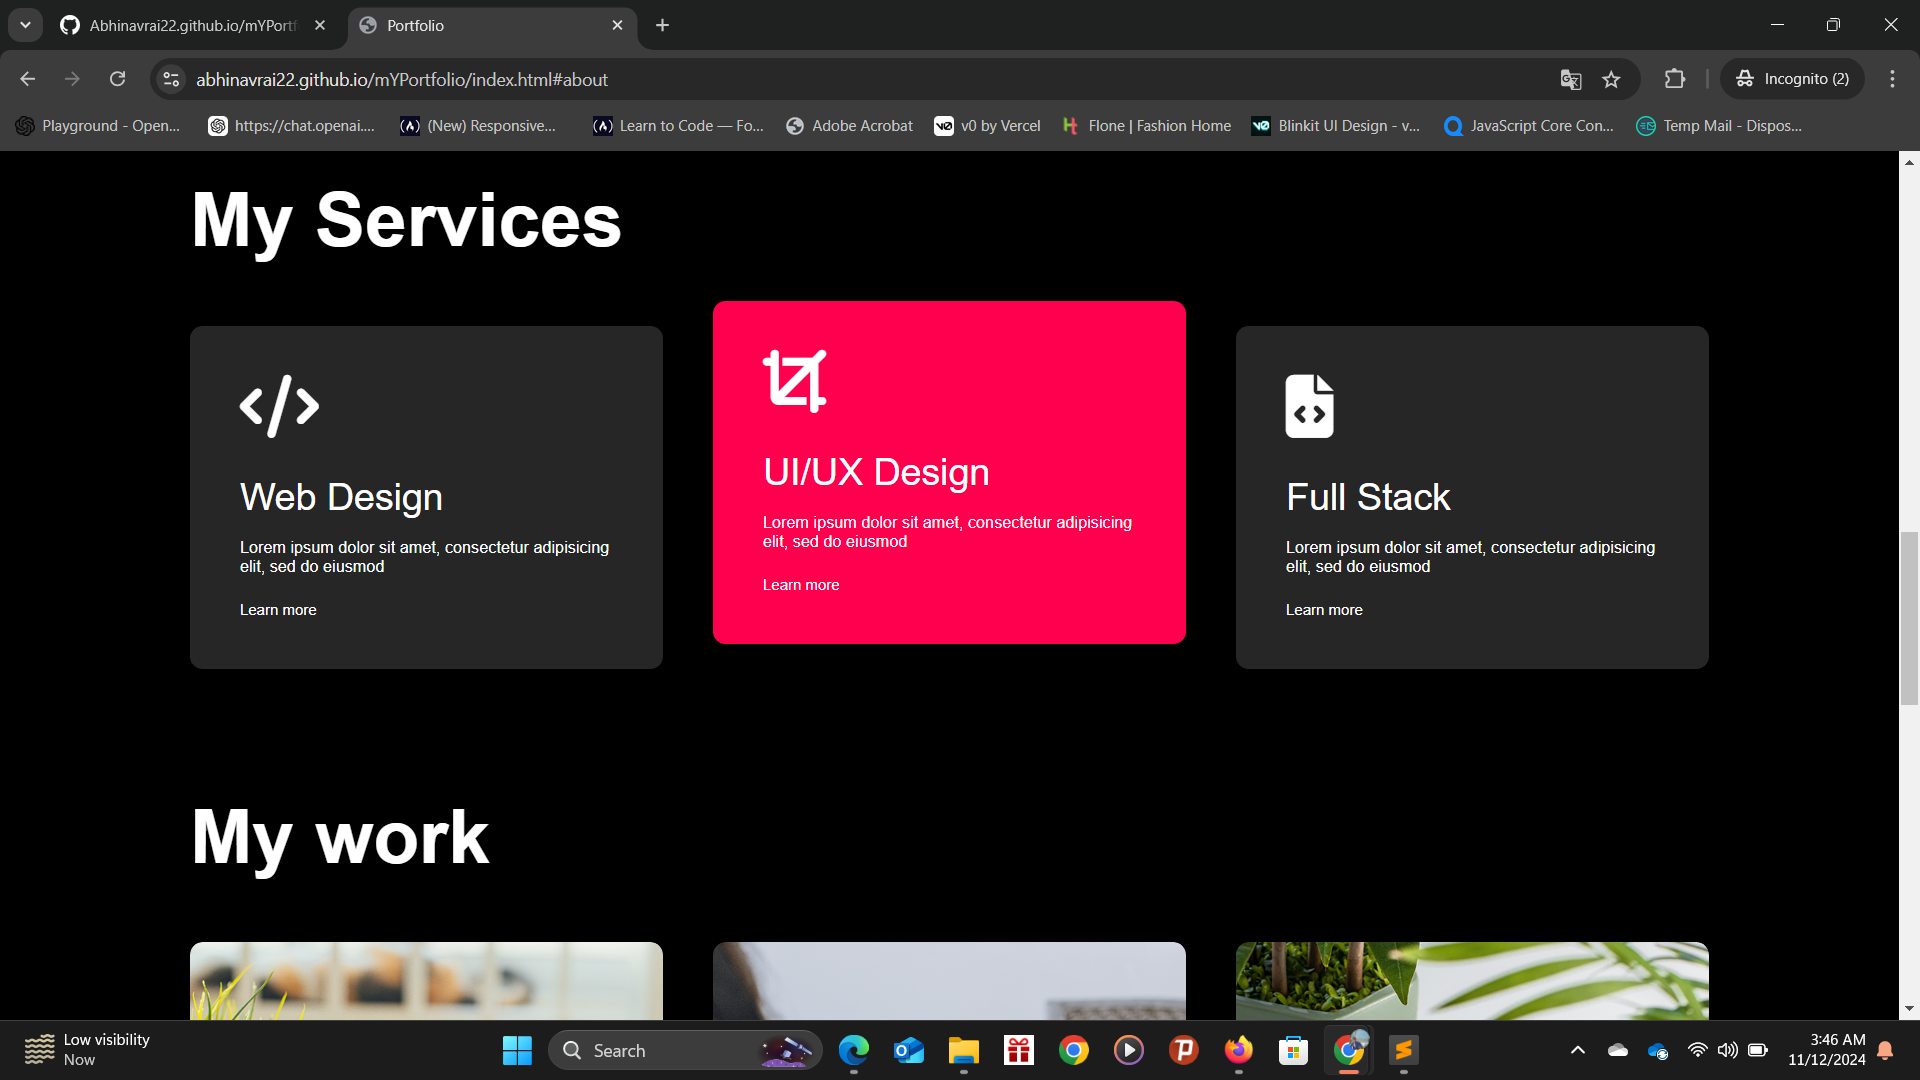 Abhinavrai22.github.io/mYPortf
Portfolio
abhinavrai22.github.io/mYPortfolio/index.html#about
Incognito (2)
Playground - Open...
https://chat.openai....
(New) Responsive...
Learn to Code — Fo...
Adobe Acrobat
v0 by Vercel
Flone | Fashion Home
Blinkit UI Design - v...
JavaScript Core Con...
Temp Mail - Dispos...
My Services
Web Design
Lorem ipsum dolor sit amet, consectetur adipisicing
elit, sed do eiusmod
Learn more
UI/UX Design
Lorem ipsum dolor sit amet, consectetur adipisicing
elit, sed do eiusmod
Learn more
Full Stack
Lorem ipsum dolor sit amet, consectetur adipisicing
elit, sed do eiusmod
Learn more
My work
Low visibility
Now
Search
3:46 AM
11/12/2024